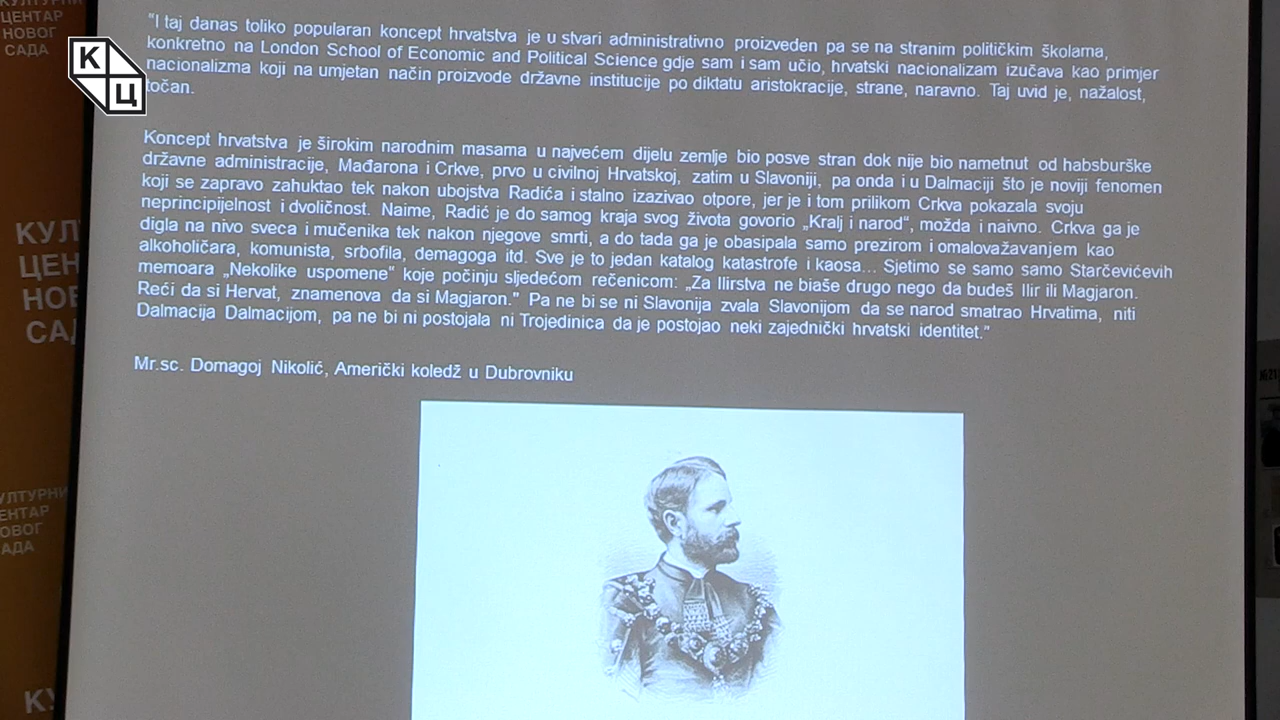 КУЛТУРНИ
ЦЕНТАР
НОВОГ
САДА
К
Ц
"I taj danas toliko popularan koncept hrvatstva je u stvari administrativno proizveden pa se na stranim političkim školama,
konkretno na London School of Economic and Political Science gdje sam i sam učio, hrvatski nacionalizam izučava kao primjer
nacionalizma koji na umjetan način proizvode državne institucije po diktatu aristokracije, strane, naravno. Taj uvid je, nažalost,
točan.
Koncept hrvatstva je širokim narodnim masama u najvećem dijelu zemlje bio posve stran dok nije bio nametnut od habsburške
državne administracije, Mađarona i Crkve, prvo u civilnoj Hrvatskoj, zatim u Slavoniji, pa onda i u Dalmaciji što je noviji fenomen
koji se zapravo zahuktao tek nakon ubojstva Radića i stalno izazivao otpore, jer je i tom prilikom Crkva pokazala svoju
neprincipijelnost i dvoličnost. Naime, Radić je do samog kraja svog života govorio „Kralj i narod“, možda i naivno. Crkva ga je
digla na nivo sveca i mučenika tek nakon njegove smrti, a do tada ga je obasipala samo prezirom i omalovažavanjem kao
alkoholičara, komunista, srbofila, demagoga itd. Sve je to jedan katalog katastrofe i kaosa... Sjetimo se samo samo Starčevićevih
memoara „Nekolike uspomene“ koje počinju sljedećom rečenicom: „Za Ilirstva ne biaše drugo nego da budeš Ilir ili Magjaron.
Reći da si Hervat, znamenova da si Magjaron." Pa ne bi se ni Slavonija zvala Slavonijom da se narod smatrao Hrvatima, niti
Dalmacija Dalmacijom, pa ne bi ni postojala ni Trojedinica da je postojao neki zajednički hrvatski identitet."
Mr.sc. Domagoj Nikolić, Američki koledž u Dubrovniku
КУЛ
ЦЕН
НОВ
САД
УЛТУРНИ
ЕНТАР
ОВОГ
АДА
КУ